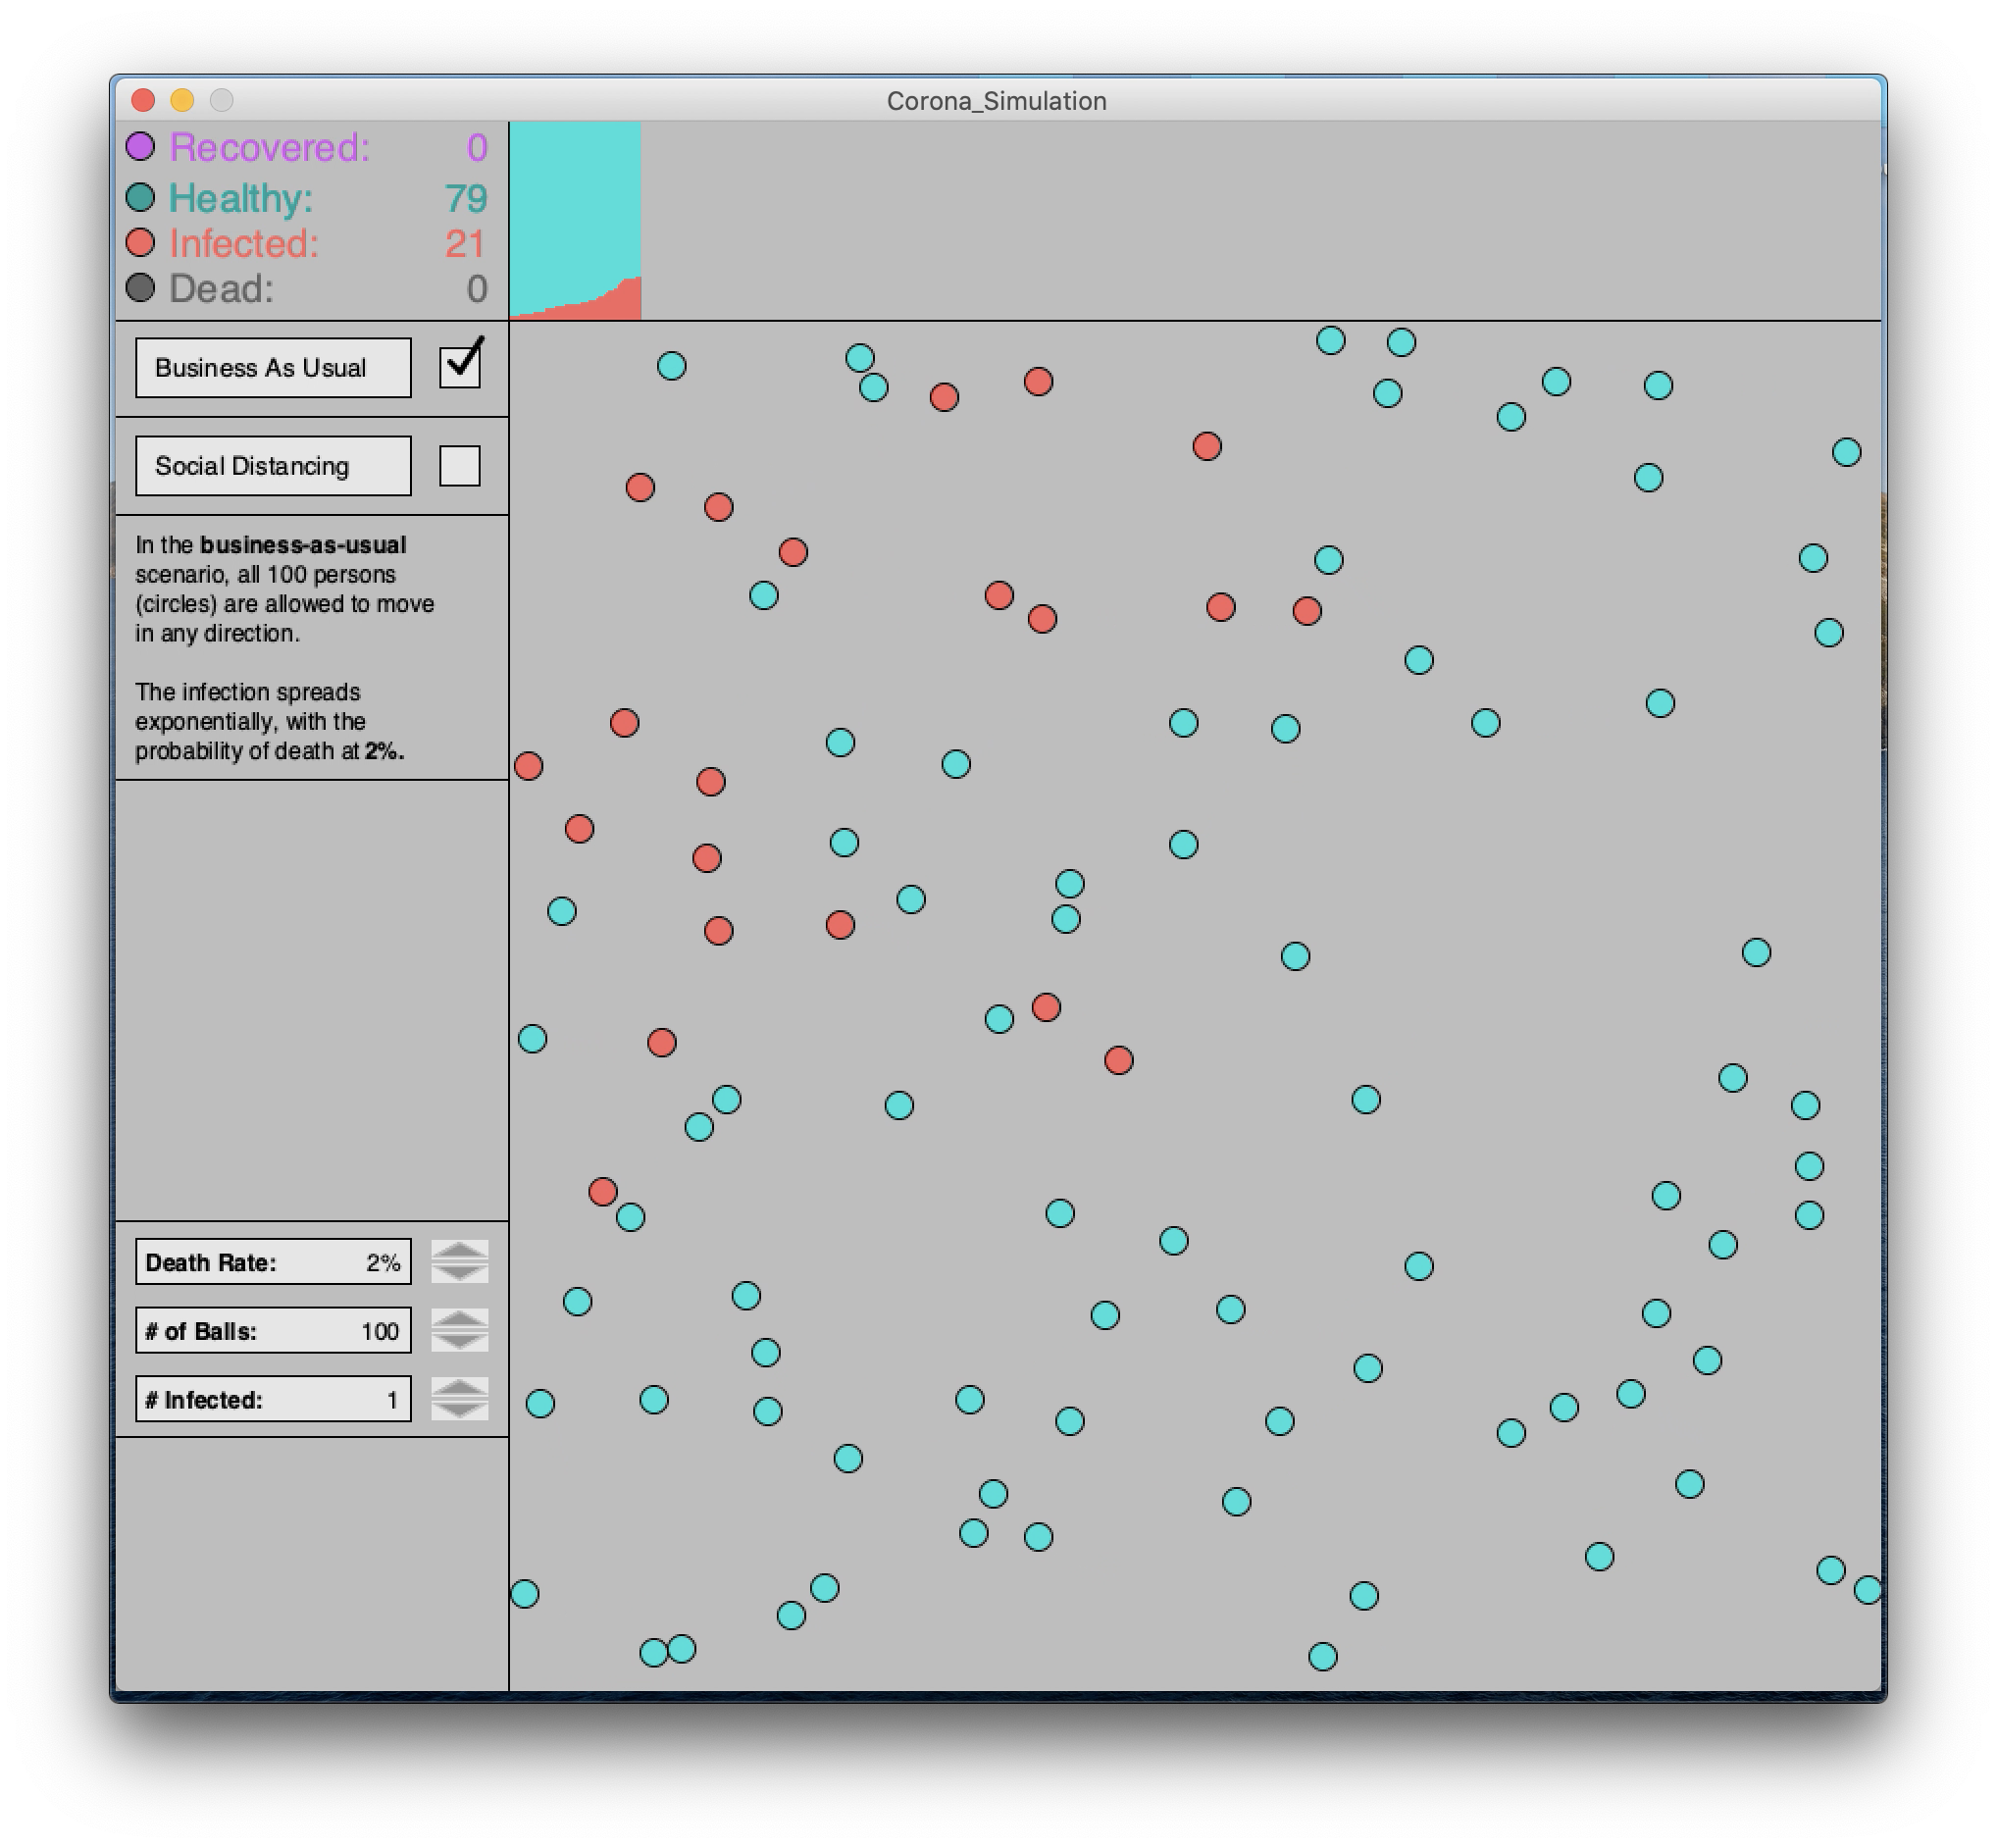 Corona_Simulation
Recovered: 0
Healthy: 79
Infected: 21
Dead: 0
Business As Usual
Social Distancing
In the business-as-usual
scenario, all 100 persons
(circles) are allowed to move
in any direction.
The infection spreads
exponentially, with the
probability of death at 2%.
Death Rate: 2%
# of Balls: 100
# Infected: 1